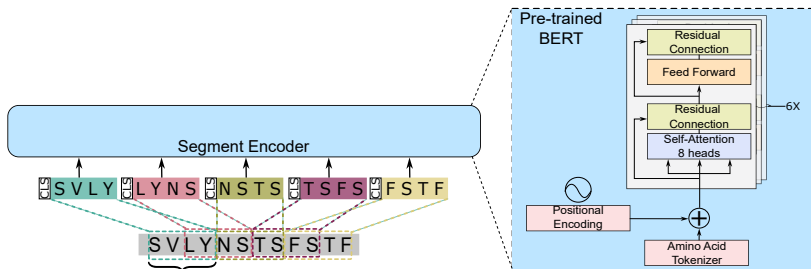 Segment Encoder
CLS S V L Y
CLS L Y N S
CLS N S T S
CLS T S F S
CLS F S T F
S V L Y N S T S F S T F
Pre-trained
BERT
Residual
Connection
Feed Forward
Residual
Connection
Self-Attention
8 heads
6X
Positional
Encoding
Amino Acid
Tokenizer